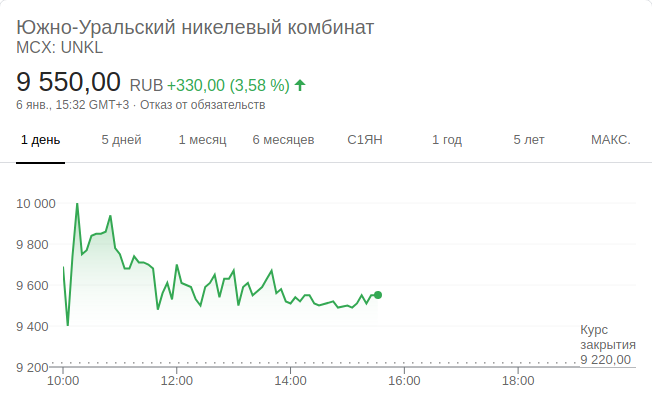 Южно-Уральский никелевый комбинат
MCX: UNKL
9 550,00 RUB +330,00 (3,58 %)
6 янв., 15:32 GMT+3 · Отказ от обязательств
1 день 5 дней 1 месяц 6 месяцев С1ЯН 1 год 5 лет МАКС.
10 000
9 800
9 600
9 400
Курс
закрытия
9 220,00
9 200
10:00 12:00 14:00 16:00 18:00